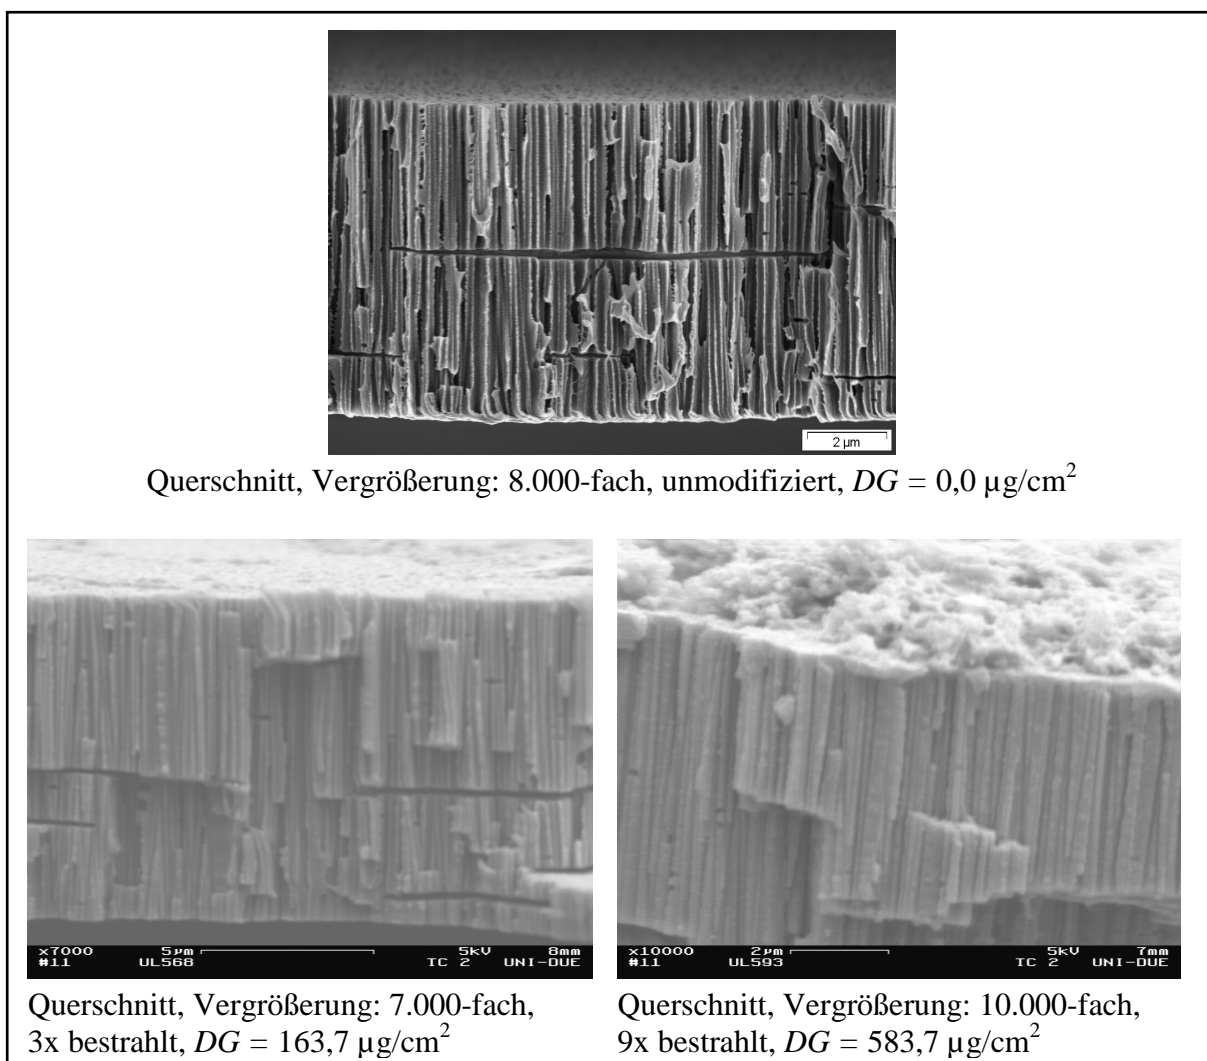 2 µm
Querschnitt, Vergrößerung: 8.000-fach, unmodifiziert, DG = 0,0 µg/cm²
x7000 5µm 5kV 8mm
#11 UL568 TC 2 UNI-DUE
x10000 2µm 5kV 7mm
#11 UL593 TC 2 UNI-DUE
Querschnitt, Vergrößerung: 7.000-fach,
3x bestrahlt, DG = 163,7 µg/cm²
Querschnitt, Vergrößerung: 10.000-fach,
9x bestrahlt, DG = 583,7 µg/cm²